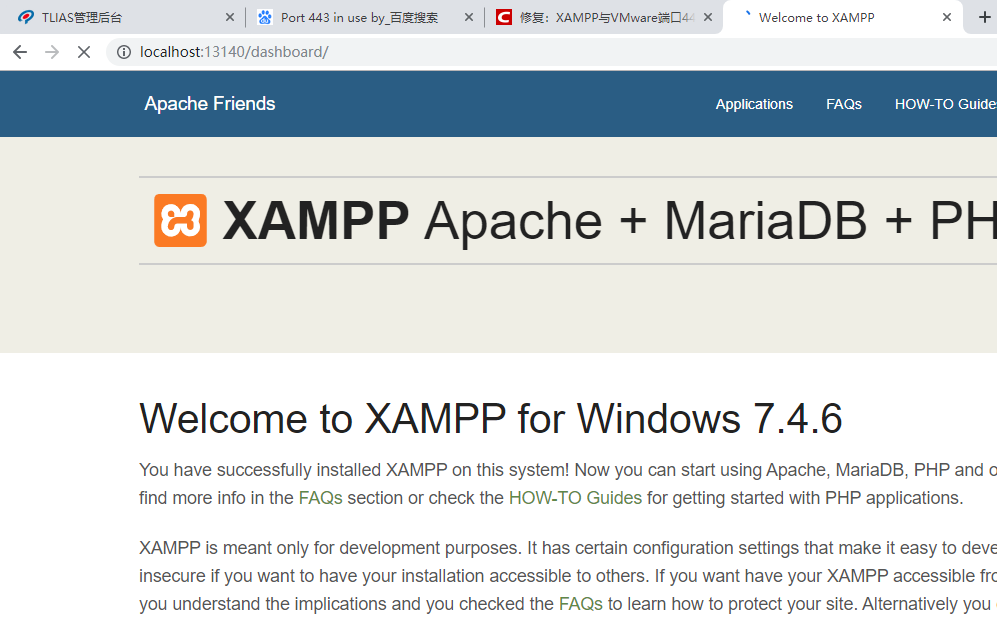 TLIAS管理后台
Port 443 in use by_百度搜索
修复：XAMPP与VMware端口44
Welcome to XAMPP
localhost:13140/dashboard/
Apache Friends
Applications
FAQs
HOW-TO Guides
XAMPP Apache + MariaDB + PH
Welcome to XAMPP for Windows 7.4.6
You have successfully installed XAMPP on this system! Now you can start using Apache, MariaDB, PHP and o
find more info in the FAQs section or check the HOW-TO Guides for getting started with PHP applications.
XAMPP is meant only for development purposes. It has certain configuration settings that make it easy to deve
insecure if you want to have your installation accessible to others. If you want have your XAMPP accessible fro
you understand the implications and you checked the FAQs to learn how to protect your site. Alternatively you